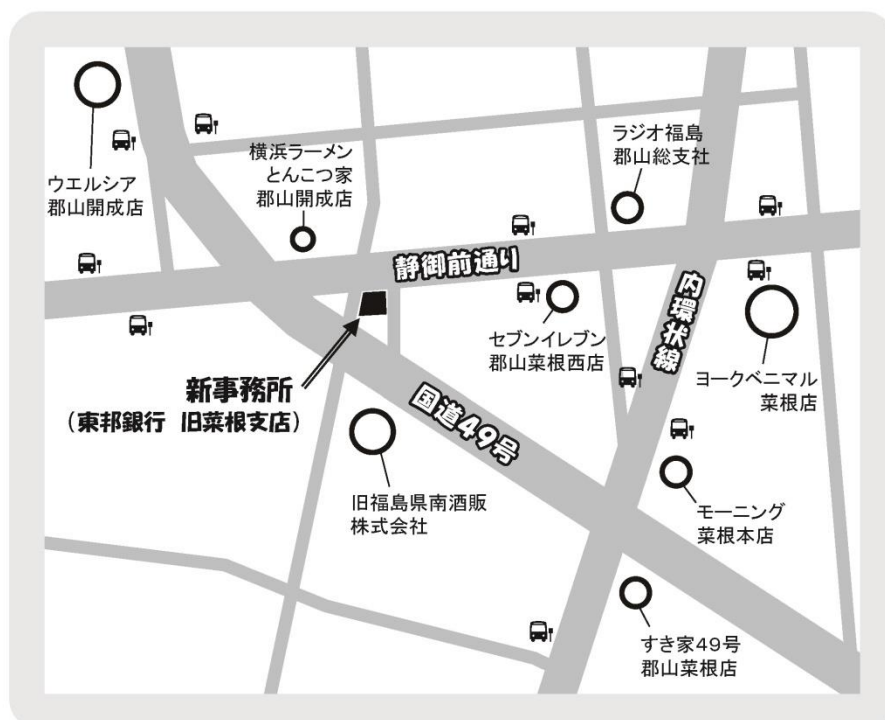 ウエルシア
郡山開成店
横浜ラーメン
とんこつ家
郡山開成店
ラジオ福島
郡山総支社
静御前通り
セブンイレブン
郡山菜根西店
内環状線
ヨークベニマル
菜根店
新事務所
(東邦銀行 旧菜根支店)
国道49号
旧福島県南酒販
株式会社
モーニング
菜根本店
すき家49号
郡山菜根店